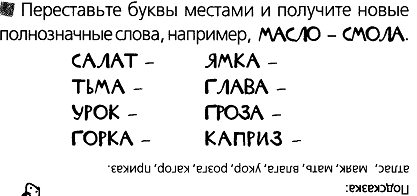 Переставьте буквы местами и получите новые
полнозначные слова, например, МАСЛО – СМОЛА.
САЛАТ – ЯМКА –
ТЬМА – ГЛАВА –
УРОК – ГРОЗА –
ГОРКА – КАПРИЗ –
Подсказка:
атлас, маяк, мать, влага, укор, розга, кагор, приказ.